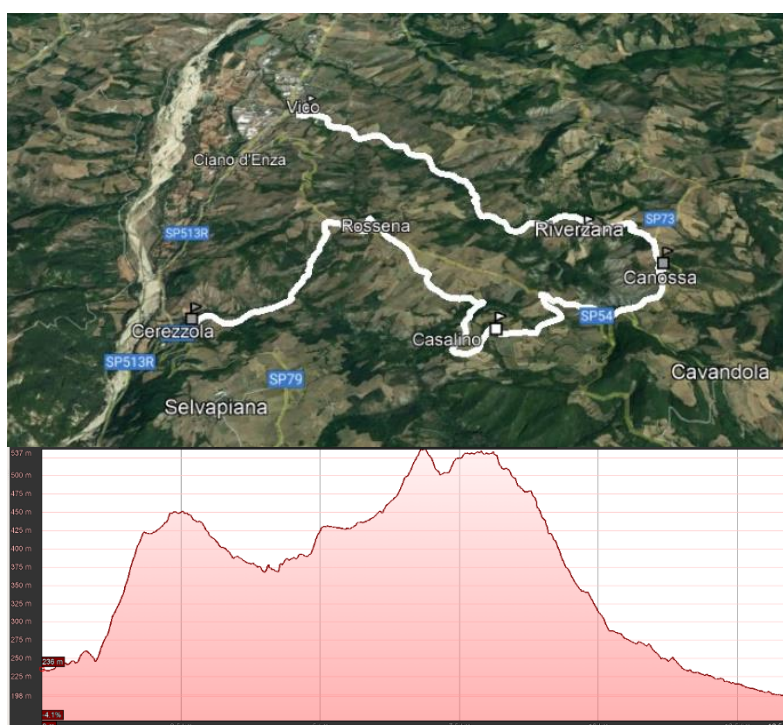 Vico
Ciano d'Enza
SP513R
Rossena
Riverzana
SP73
Canossa
Cerezzola
SP54
Casalino
SP513R
SP79
Cavandola
Selvapiana
537 m
500 m
475 m
450 m
425 m
400 m
375 m
350 m
325 m
300 m
275 m
250 m
236 m
225 m
198 m
-4.1%